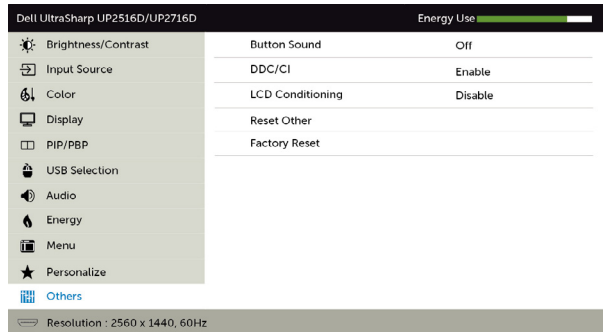 Dell UltraSharp UP2516D/UP2716D Energy Use
Brightness/Contrast Button Sound Off
Input Source DDC/CI Enable
Color LCD Conditioning Disable
Display Reset Other
PIP/PBP Factory Reset
USB Selection
Audio
Energy
Menu
Personalize
Others
Resolution : 2560 x 1440, 60Hz